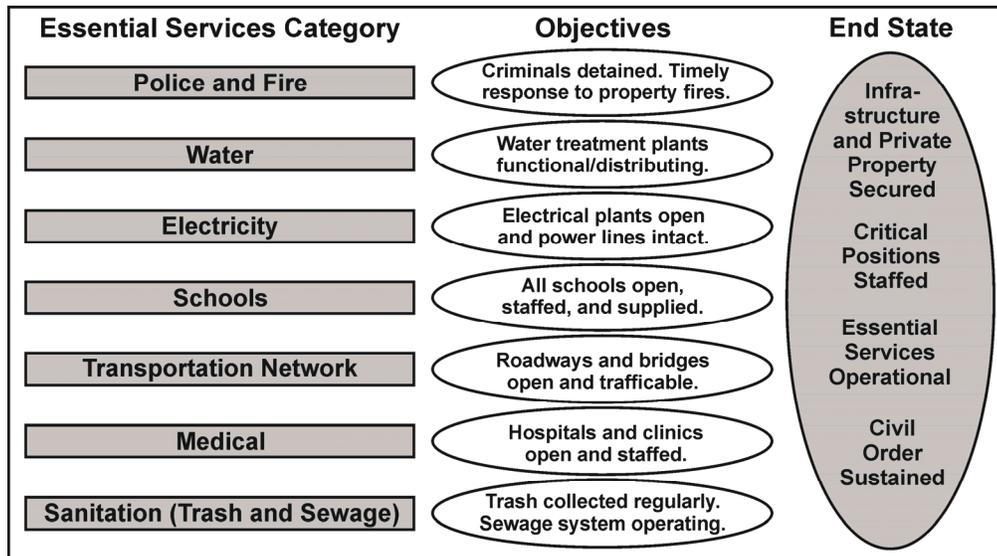 Essential Services Category
Objectives
End State
Police and Fire
Criminals detained. Timely
response to property fires.
Water
Water treatment plants
functional/distributing.
Electricity
Electrical plants open
and power lines intact.
Schools
All schools open,
staffed, and supplied.
Transportation Network
Roadways and bridges
open and trafficable.
Medical
Hospitals and clinics
open and staffed.
Sanitation (Trash and Sewage)
Trash collected regularly.
Sewage system operating.
Infra-
structure
and Private
Property
Secured
Critical
Positions
Staffed
Essential
Services
Operational
Civil
Order
Sustained